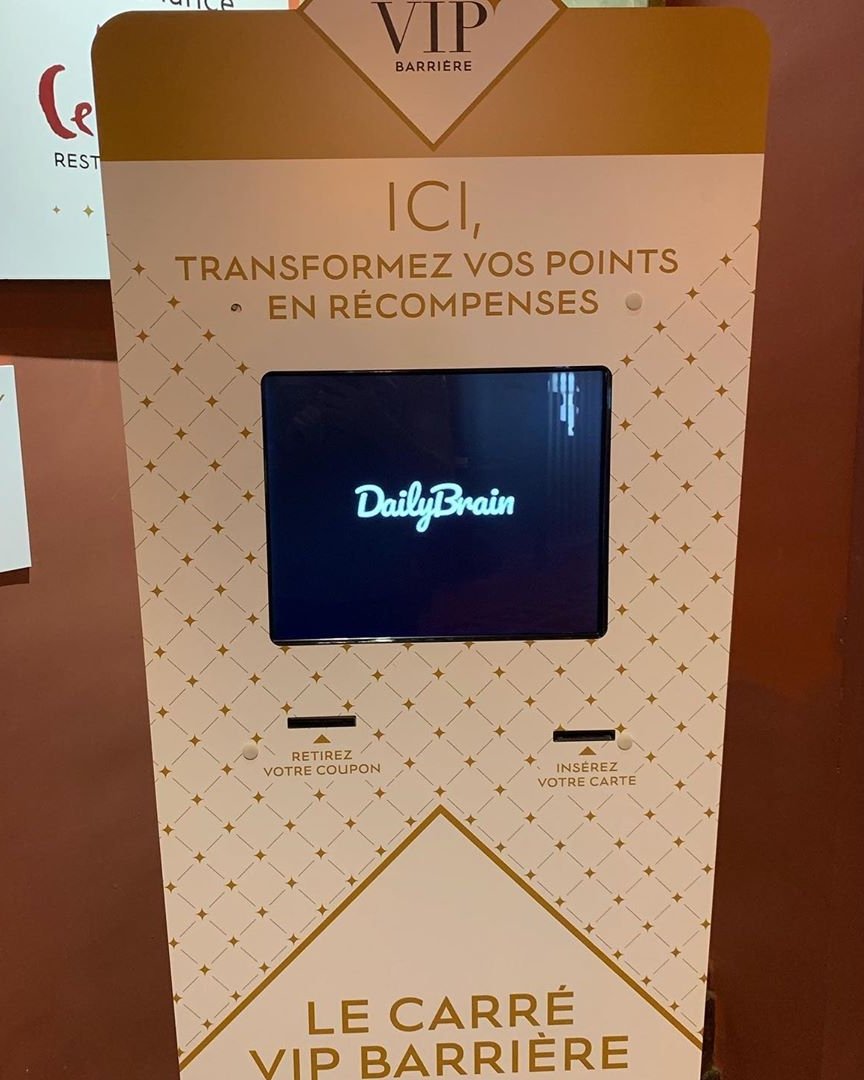 VIP
BARRIÈRE
REST
ICI,
TRANSFORMEZ VOS POINTS
EN RÉCOMPENSES
DailyBrain
RETIREZ
VOTRE COUPON
INSÉREZ
VOTRE CARTE
LE CARRÉ
VIP BARRIÈRE